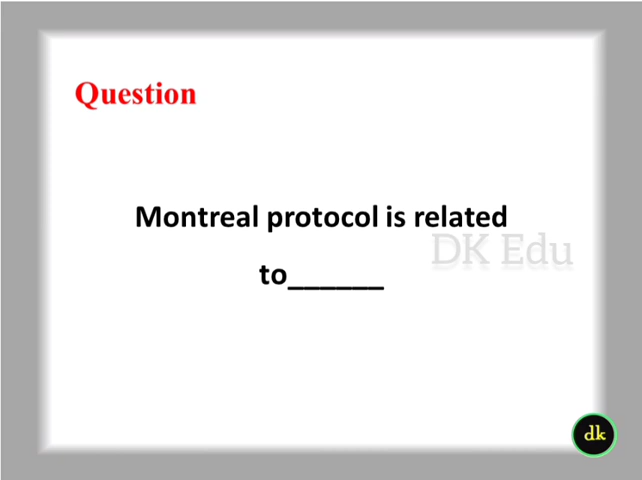 Question
Montreal protocol is related
DK Edu
to______
dk